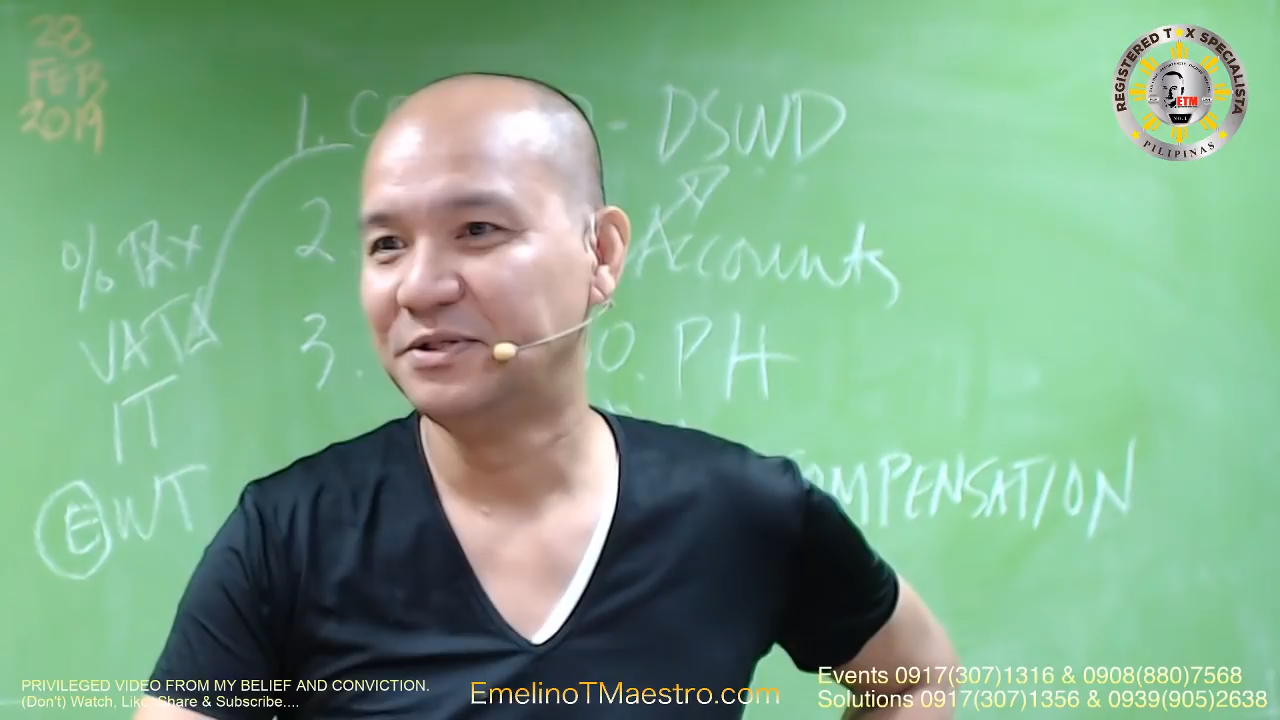 28
FEB
2019
REGISTERED T X SPECIALISTA
ETM
PILIPINAS
1. C - DSWD
2 Accounts
3. O. PH
COMPENSATION
% TAX
VAT
IT
EWT
PRIVILEGED VIDEO FROM MY BELIEF AND CONVICTION.
(Don't) Watch, Like, Share & Subscribe....
EmelinoTMaestro.com
Events 0917(307)1316 & 0908(880)7568
Solutions 0917(307)1356 & 0939(905)2638